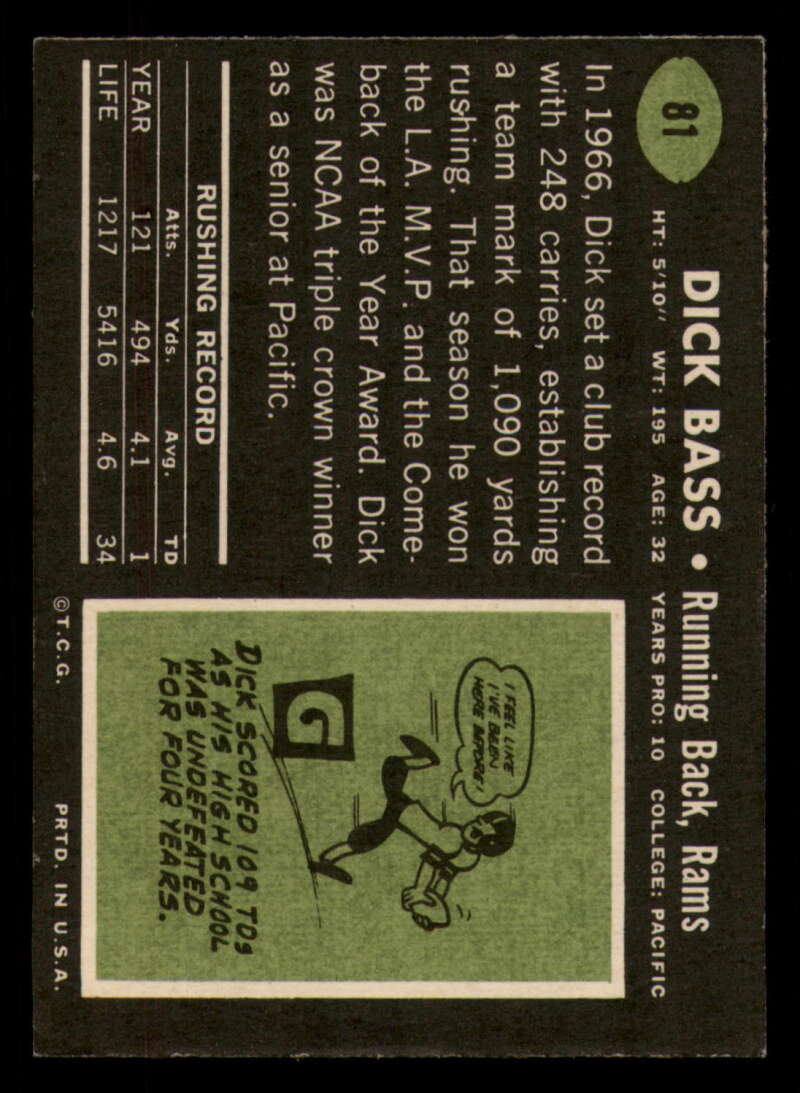 81
DICK BASS • Running Back, Rams
HT: 5'10" WT: 195 AGE: 32 YEARS PRO: 10 COLLEGE: PACIFIC
In 1966, Dick set a club record
with 248 carries, establishing
a team mark of 1,090 yards
rushing. That season he won
the L.A. M.V.P. and the Come-
back of the Year Award. Dick
was NCAA triple crown winner
as a senior at Pacific.
RUSHING RECORD
Atts. Yds. Avg. TD
YEAR 121 494 4.1 1
LIFE 1217 5416 4.6 34
I FEEL LIKE
I'VE BEEN
HERE BEFORE!
G
DICK SCORED 109 TDS
AS HIS HIGH SCHOOL
WAS UNDEFEATED
FOR FOUR YEARS.
© T.C.G. PRTD. IN U.S.A.